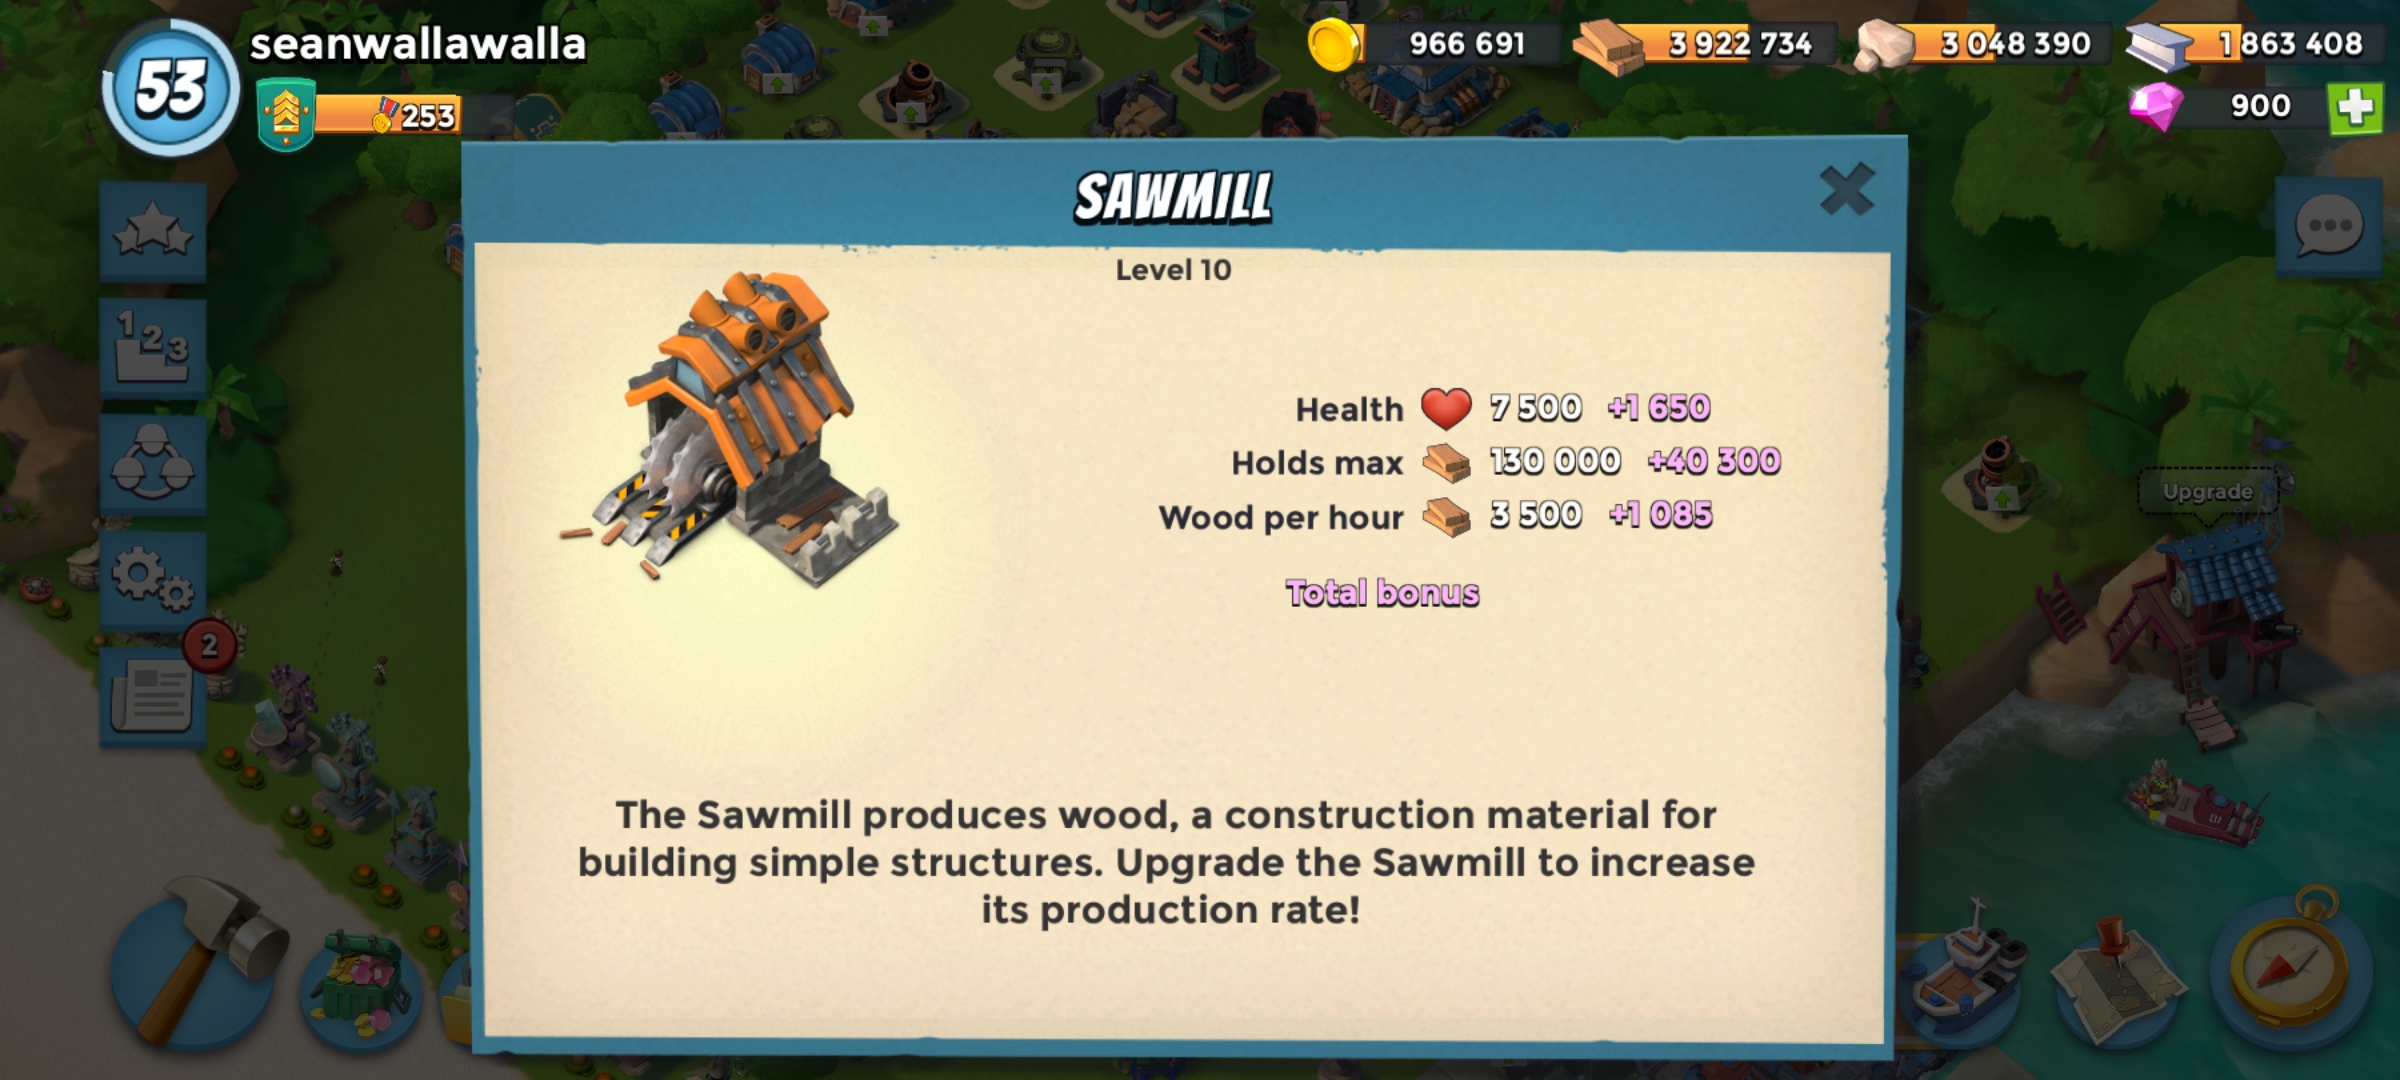 53
seanwallawalla
253
966 691
3 922 734
3 048 390
1 863 408
900
SAWMILL
Level 10
Health 7 500 +1 650
Holds max 130 000 +40 300
Wood per hour 3 500 +1 085
Total bonus
The Sawmill produces wood, a construction material for
building simple structures. Upgrade the Sawmill to increase
its production rate!
1 2 3
2
Upgrade